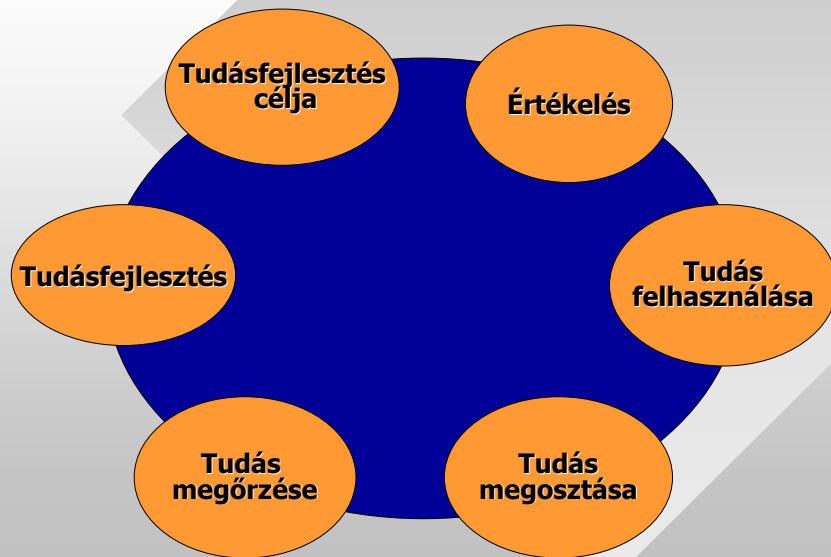 Tudásfejlesztés
célja
Értékelés
Tudásfejlesztés
Tudás
felhasználása
Tudás
megőrzése
Tudás
megosztása